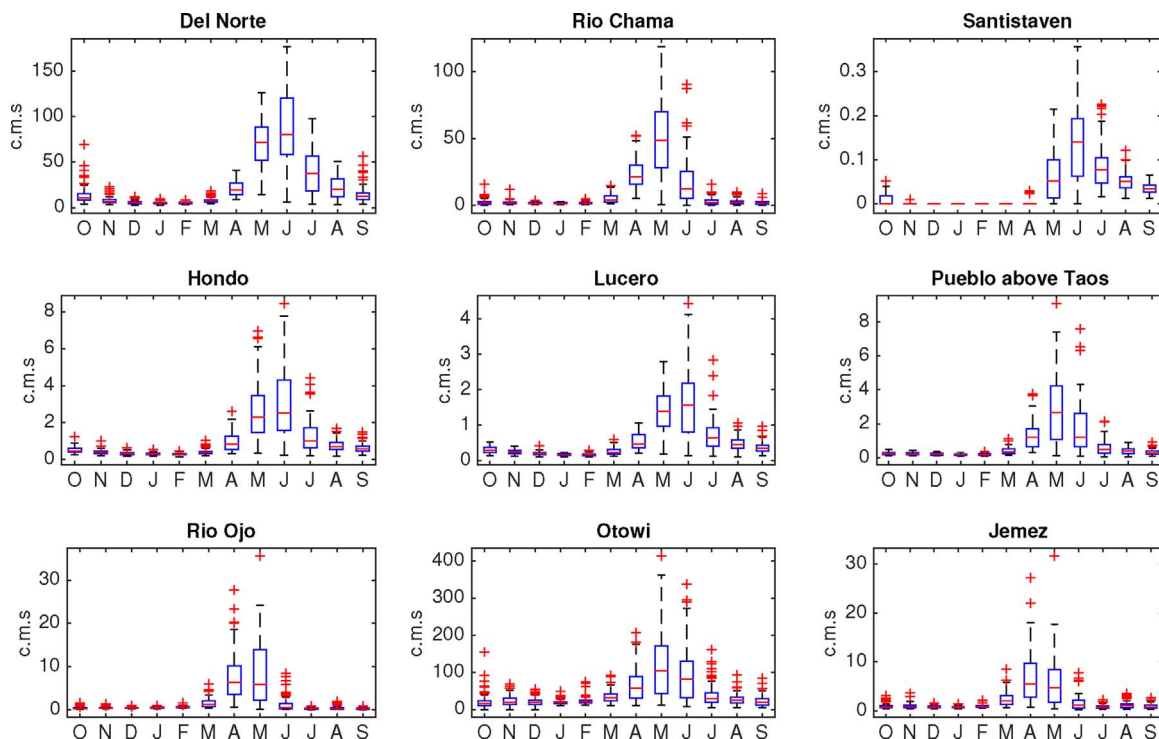 Del Norte
150
100
50
0
c.m.s
O N D J F M A M J J A S
Rio Chama
100
50
0
c.m.s
O N D J F M A M J J A S
Santistaven
0.3
0.2
0.1
0
c.m.s
O N D J F M A M J J A S
Hondo
8
6
4
2
0
c.m.s
O N D J F M A M J J A S
Lucero
4
3
2
1
0
c.m.s
O N D J F M A M J J A S
Pueblo above Taos
8
6
4
2
0
c.m.s
O N D J F M A M J J A S
Rio Ojo
30
20
10
0
c.m.s
O N D J F M A M J J A S
Otowi
400
300
200
100
0
c.m.s
O N D J F M A M J J A S
Jemez
30
20
10
0
c.m.s
O N D J F M A M J J A S